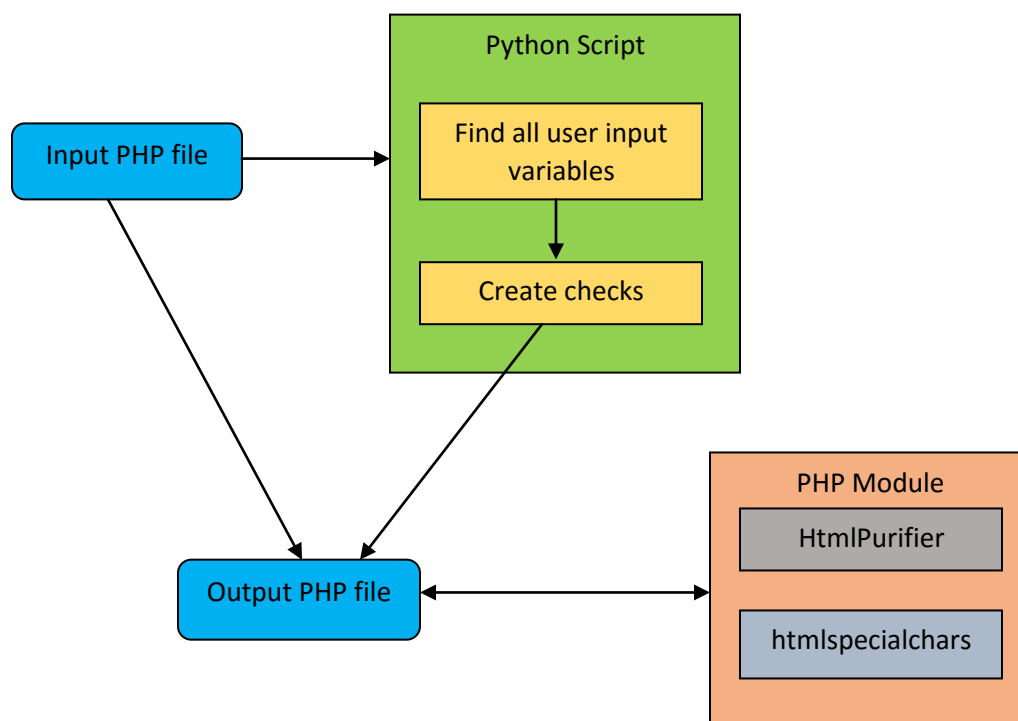 Python Script
Find all user input
variables
Input PHP file
Create checks
PHP Module
HtmlPurifier
Output PHP file
htmlspecialchars